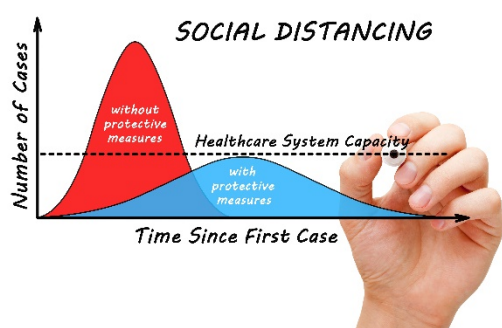 SOCIAL DISTANCING
Number of Cases
without
protective
measures
Healthcare System Capacity
with
protective
measures
Time Since First Case